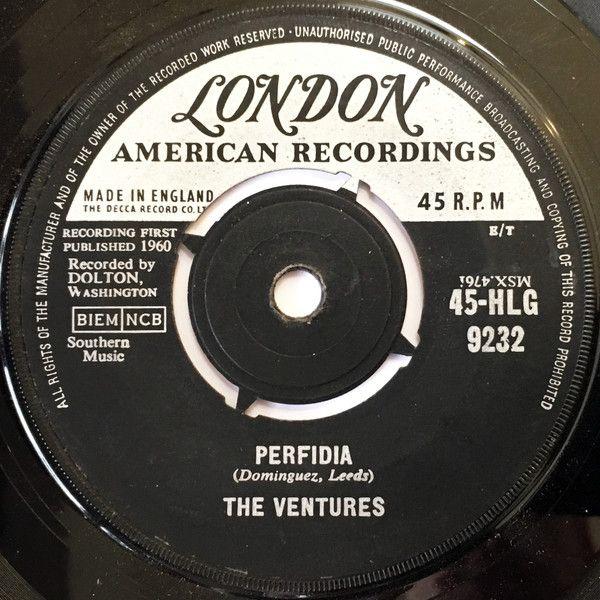 ALL RIGHTS OF THE MANUFACTURER AND OF THE OWNER OF THE RECORDED WORK RESERVED · UNAUTHORISED PUBLIC PERFORMANCE BROADCASTING AND COPYING OF THIS RECORD PROHIBITED
LONDON
AMERICAN RECORDINGS
MADE IN ENGLAND
THE DECCA RECORD CO. LT
45 R.P.M
E/T
RECORDING FIRST
PUBLISHED 1960
Recorded by
DOLTON,
WASHINGTON
BIEM NCB
Southern
Music
MSX.4761
45-HLG
9232
PERFIDIA
(Dominguez, Leeds)
THE VENTURES